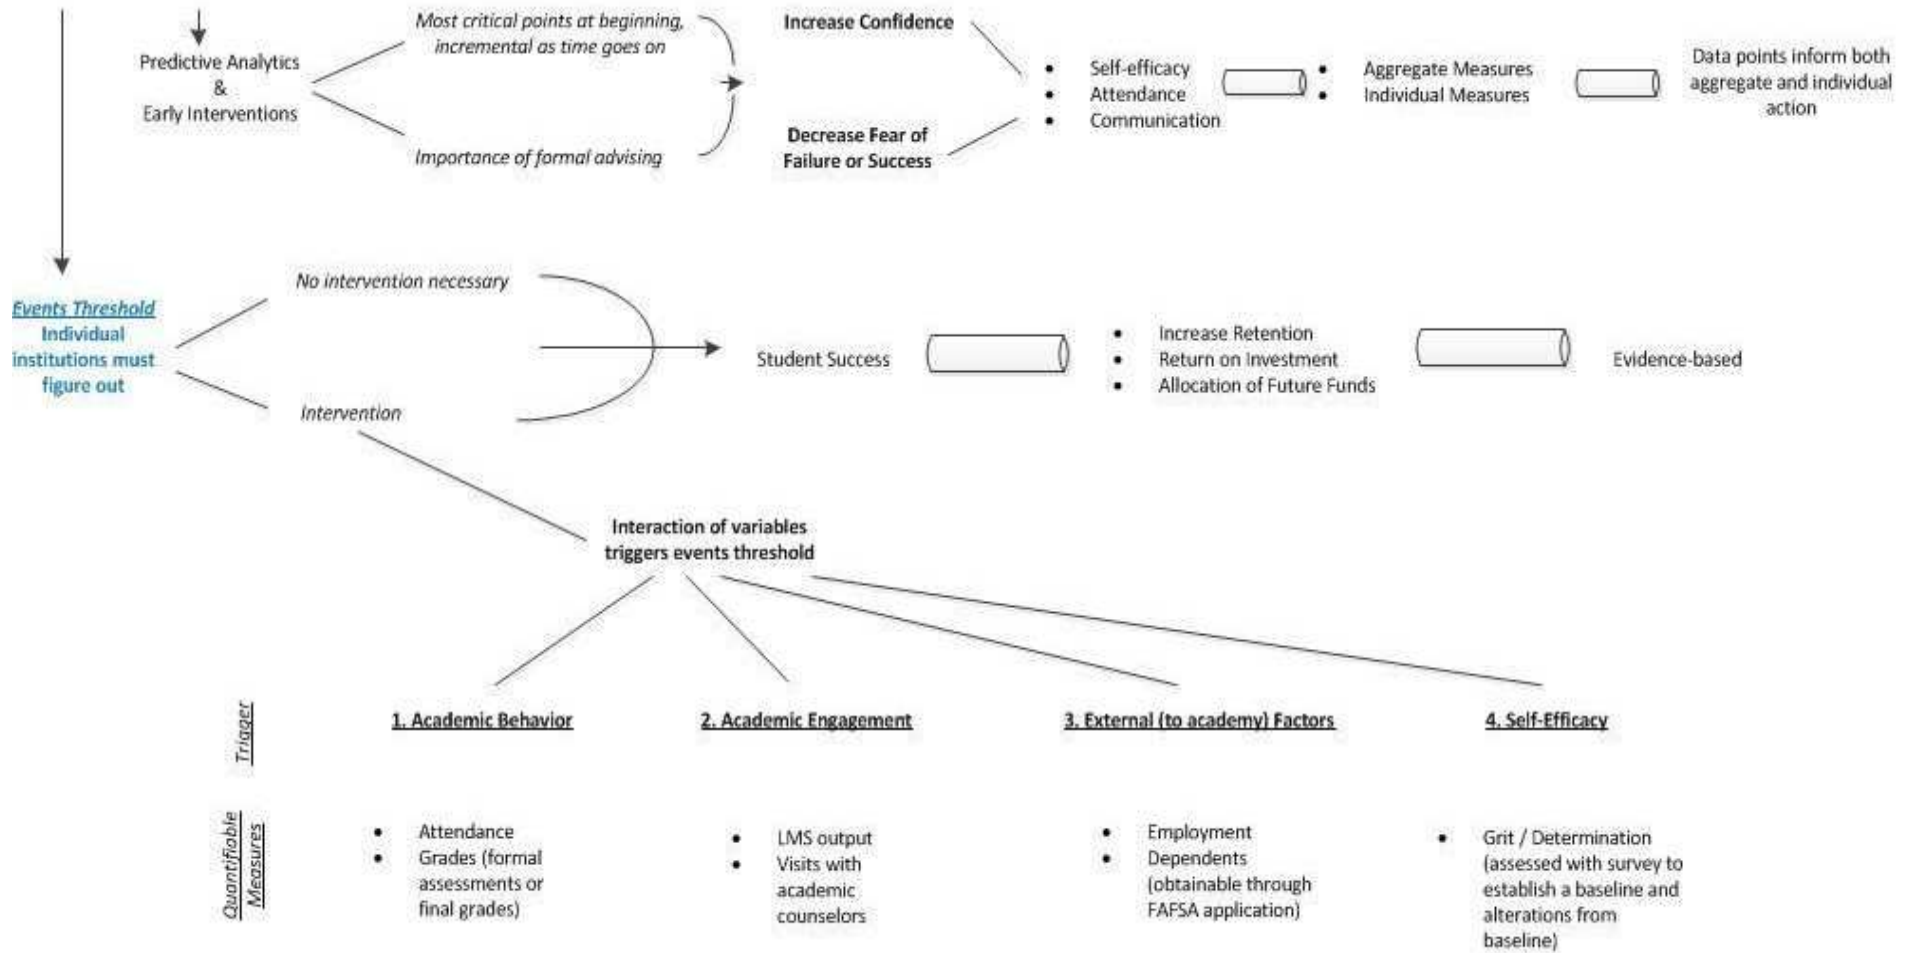 Most critical points at beginning,
incremental as time goes on
Predictive Analytics
&
Early Interventions
Importance of formal advising
Increase Confidence
Decrease Fear of
Failure or Success
• Self-efficacy
• Attendance
• Communication
• Aggregate Measures
• Individual Measures
Data points inform both
aggregate and individual
action
Events Threshold
Individual
institutions must
figure out
No intervention necessary
Intervention
Student Success
• Increase Retention
• Return on Investment
• Allocation of Future Funds
Evidence-based
Interaction of variables
triggers events threshold
Trigger
1. Academic Behavior
2. Academic Engagement
3. External (to academy) Factors
4. Self-Efficacy
Quantifiable
Measures
• Attendance
• Grades (formal
assessments or
final grades)
• LMS output
• Visits with
academic
counselors
• Employment
• Dependents
(obtainable through
FAFSA application)
• Grit / Determination
(assessed with survey to
establish a baseline and
alterations from
baseline)